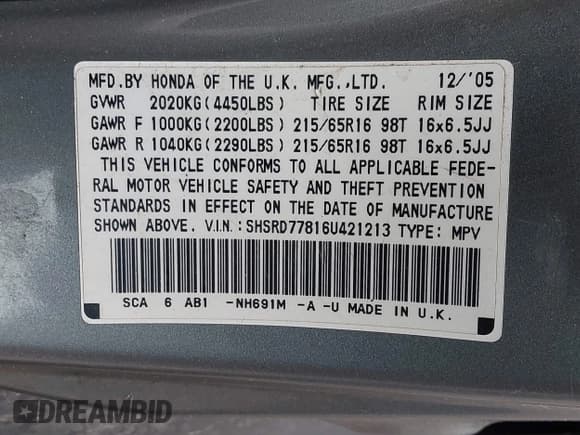 MFD.BY HONDA OF THE U.K. MFG.,LTD. 12/'05
GVWR 2020KG(4450LBS) TIRE SIZE RIM SIZE
GAWR F 1000KG(2200LBS) 215/65R16 98T 16x6.5JJ
GAWR R 1040KG(2290LBS) 215/65R16 98T 16x6.5JJ
THIS VEHICLE CONFORMS TO ALL APPLICABLE FEDE-
RAL MOTOR VEHICLE SAFETY AND THEFT PREVENTION
STANDARDS IN EFFECT ON THE DATE OF MANUFACTURE
SHOWN ABOVE. V.I.N.:SHSRD77816U421213 TYPE: MPV
SCA 6 AB1 -NH691M -A -U MADE IN U.K.
DREAMBID